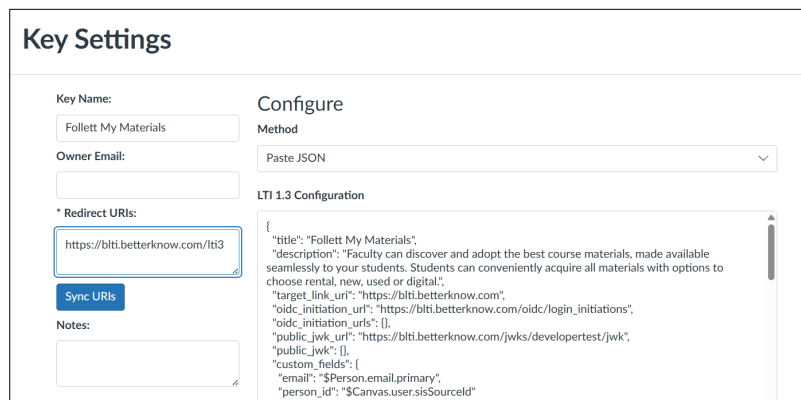 Key Settings
Key Name:
Follett My Materials
Owner Email:
* Redirect URIs:
https://blti.betterknow.com/lti3
Sync URIs
Notes:
Configure
Method
Paste JSON
LTI 1.3 Configuration
{
"title": "Follett My Materials",
"description": "Faculty can discover and adopt the best course materials, made available
seamlessly to your students. Students can conveniently acquire all materials with options to
choose rental, new, used or digital.",
"target_link_uri": "https://blti.betterknow.com",
"oidc_initiation_url": "https://blti.betterknow.com/oidc/login_initiations",
"oidc_initiation_urls": {},
"public_jwk_url": "https://blti.betterknow.com/jwks/developertest/jwk",
"public_jwk": {},
"custom_fields": {
"email": "$Person.email.primary",
"person_id": "$Canvas.user.sisSourceId"